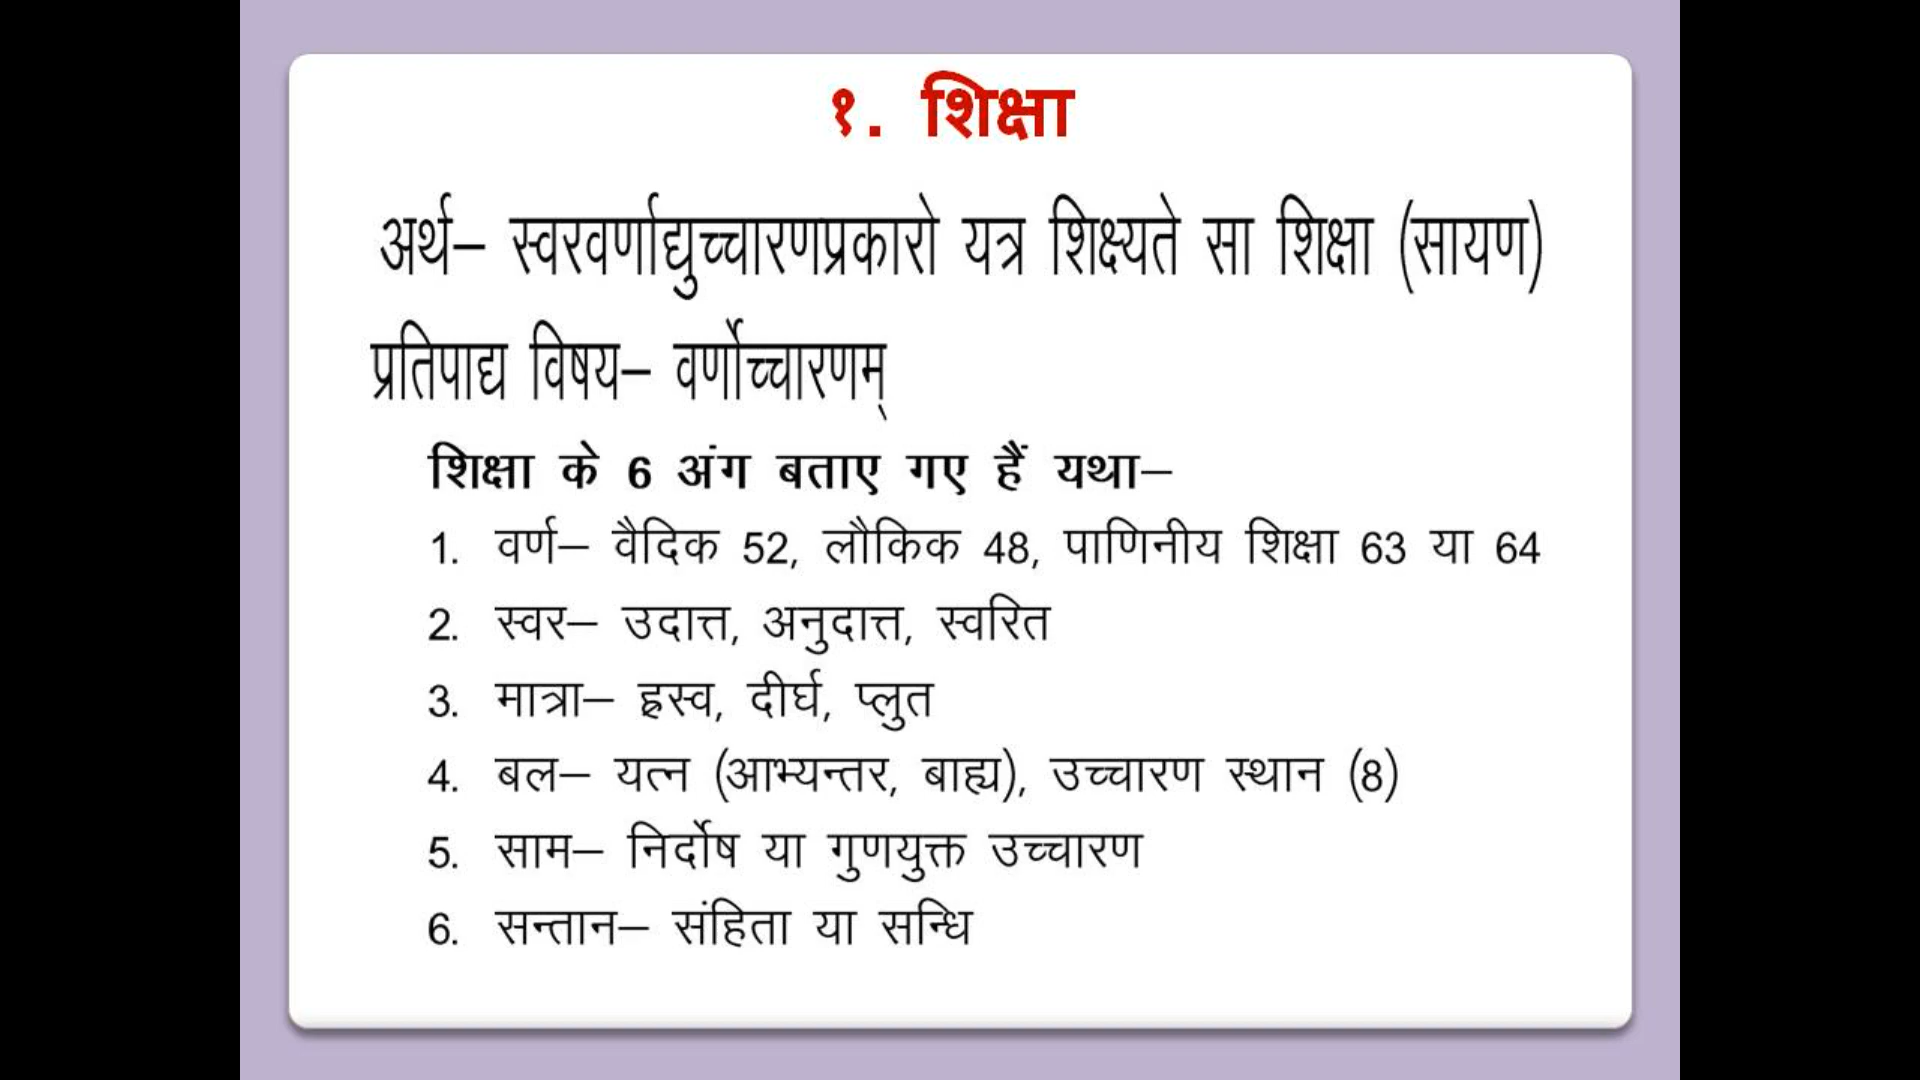 १. शिक्षा
अर्थ– स्वरवर्णाद्युच्चारणप्रकारो यत्र शिक्ष्यते सा शिक्षा (सायण)
प्रतिपाद्य विषय– वर्णोच्चारणम्
शिक्षा के 6 अंग बताए गए हैं यथा–
1. वर्ण– वैदिक 52, लौकिक 48, पाणिनीय शिक्षा 63 या 64
2. स्वर– उदात्त, अनुदात्त, स्वरित
3. मात्रा– ह्रस्व, दीर्घ, प्लुत
4. बल– यत्न (आभ्यन्तर, बाह्य), उच्चारण स्थान (8)
5. साम– निर्दोष या गुणयुक्त उच्चारण
6. सन्तान– संहिता या सन्धि